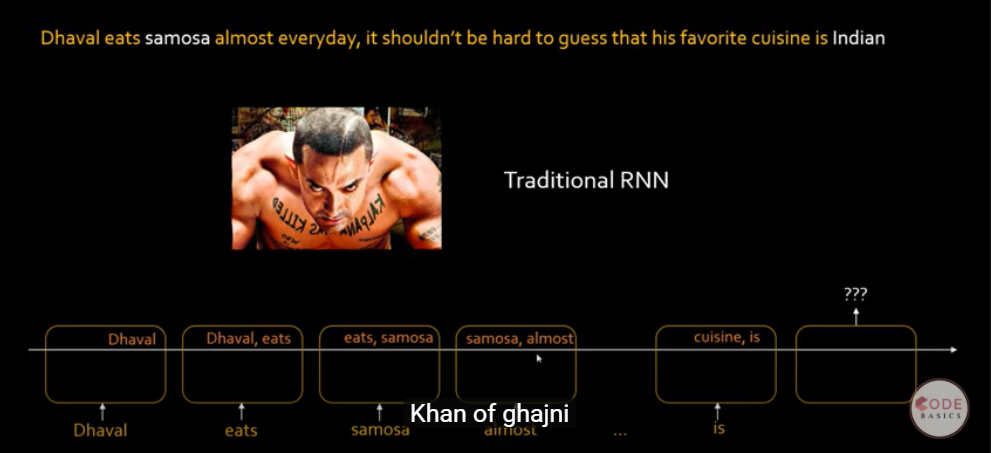 Dhaval eats samosa almost everyday, it shouldn't be hard to guess that his favorite cuisine is Indian
KALPANA
WAS KILLED
Traditional RNN
???
Dhaval
Dhaval, eats
eats, samosa
samosa, almost
cuisine, is
Khan of ghajni
Dhaval
eats
samosa
almost
...
is
CODE
BASICS